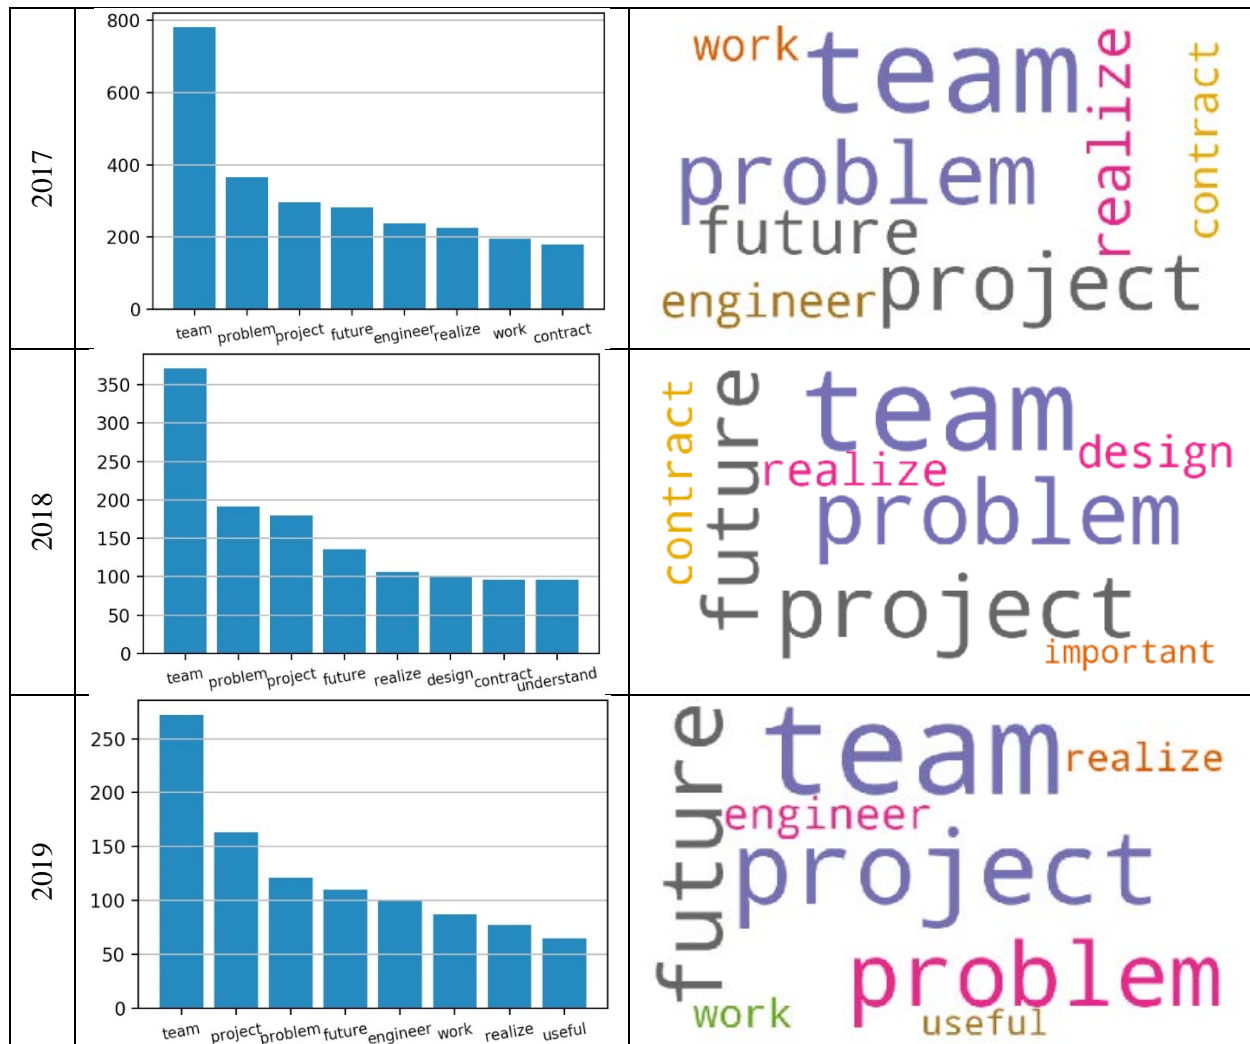 2017
800
600
400
200
0
team problem project future engineer realize work contract
work team realize contract
problem
future
engineer project
2018
350
300
250
200
150
100
50
0
team problem project future realize design contract understand
contract future team design
realize
problem
project
important
2019
250
200
150
100
50
0
team project problem future engineer work realize useful
future team realize
engineer
project
problem
work useful